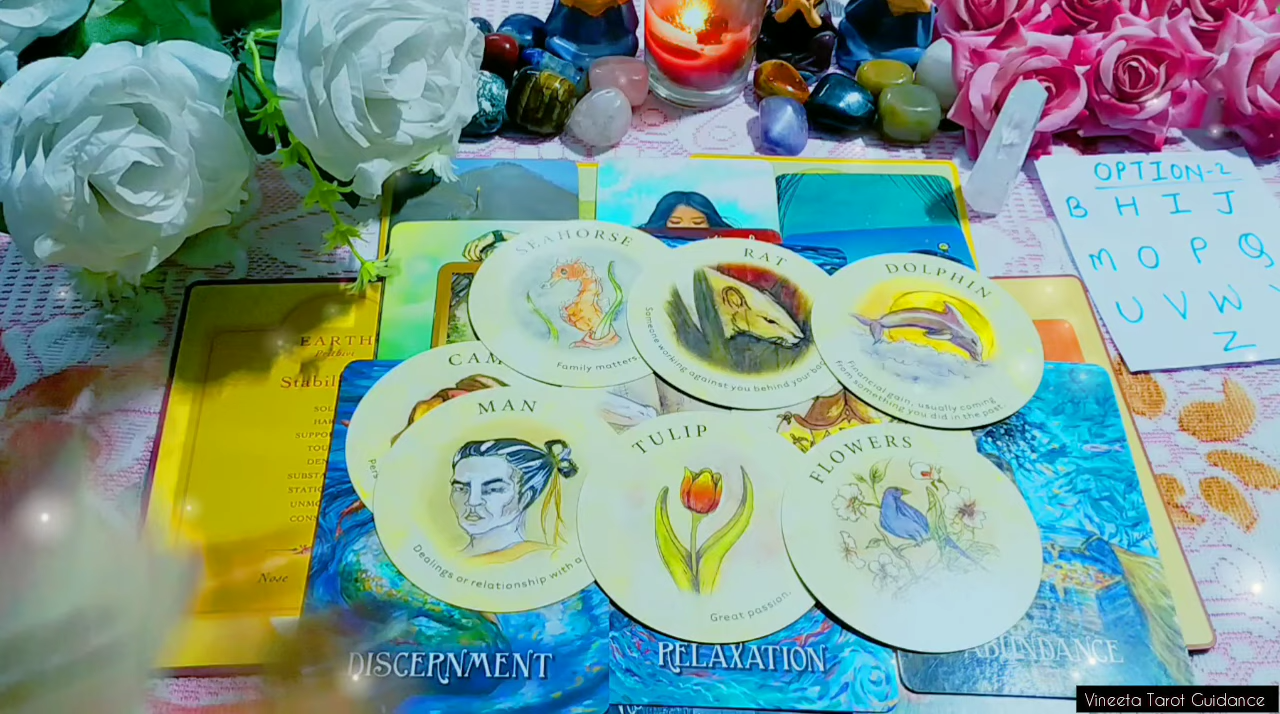 OPTION-2
B H I J
M O P Q
U V W
Z
SEAHORSE
Family matters.
RAT
Someone working against you behind your
DOLPHIN
Financial gain, usually coming
from something you did in the past.
EARTH
Prithvi
Nose
MAN
Dealings or relationship with a
TULIP
Great passion.
FLOWERS
DISCERNMENT
RELAXATION
ABUNDANCE
Vineeta Tarot Guidance